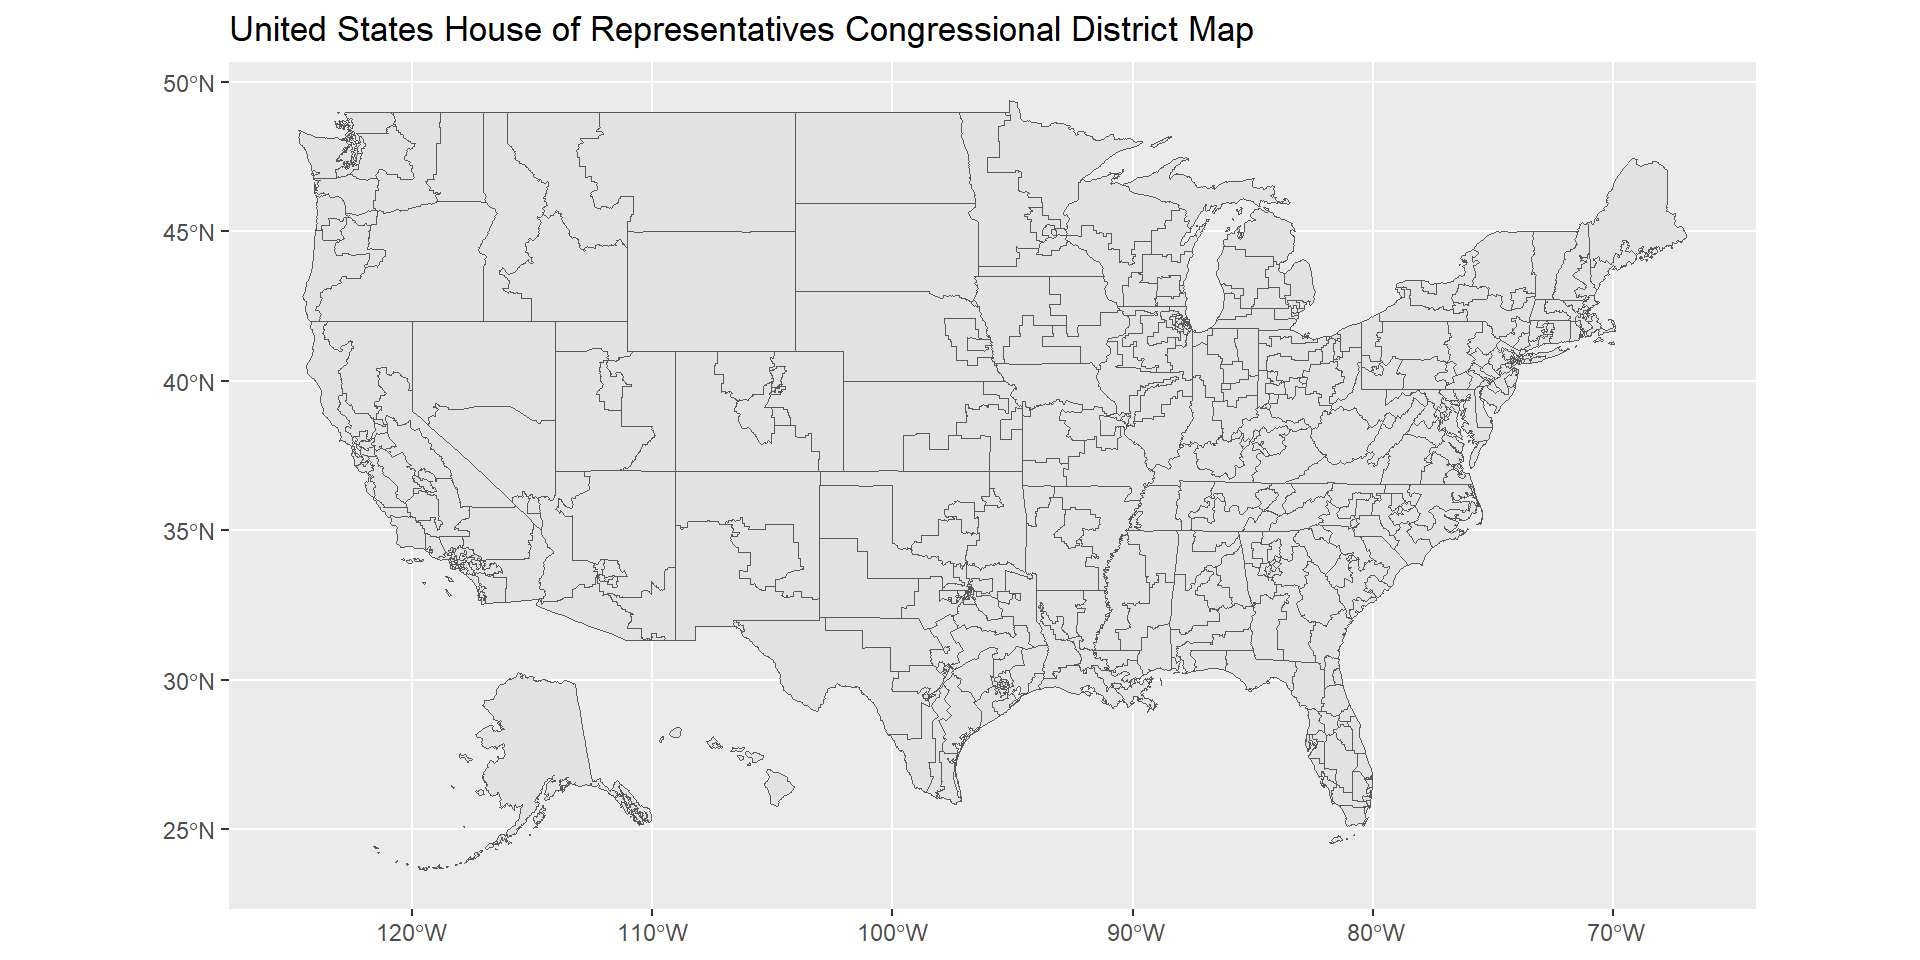 United States House of Representatives Congressional District Map
50°N
45°N
40°N
35°N
30°N
25°N
120°W
110°W
100°W
90°W
80°W
70°W